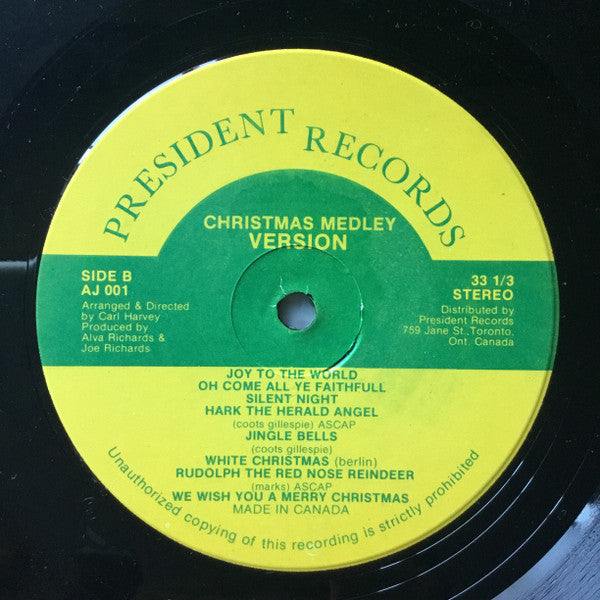 PRESIDENT RECORDS
CHRISTMAS MEDLEY
VERSION
SIDE B
AJ 001
Arranged & Directed
by Carl Harvey
Produced by
Alva Richards &
Joe Richards
33 1/3
STEREO
Distributed by
President Records
759 Jane St., Toronto,
Ont. Canada
JOY TO THE WORLD
OH COME ALL YE FAITHFULL
SILENT NIGHT
HARK THE HERALD ANGEL
(coots gillespie) ASCAP
JINGLE BELLS
(coots gillespie)
WHITE CHRISTMAS (berlin)
RUDOLPH THE RED NOSE REINDEER
(marks) ASCAP
WE WISH YOU A MERRY CHRISTMAS
MADE IN CANADA
Unauthorized copying of this recording is strictly prohibited